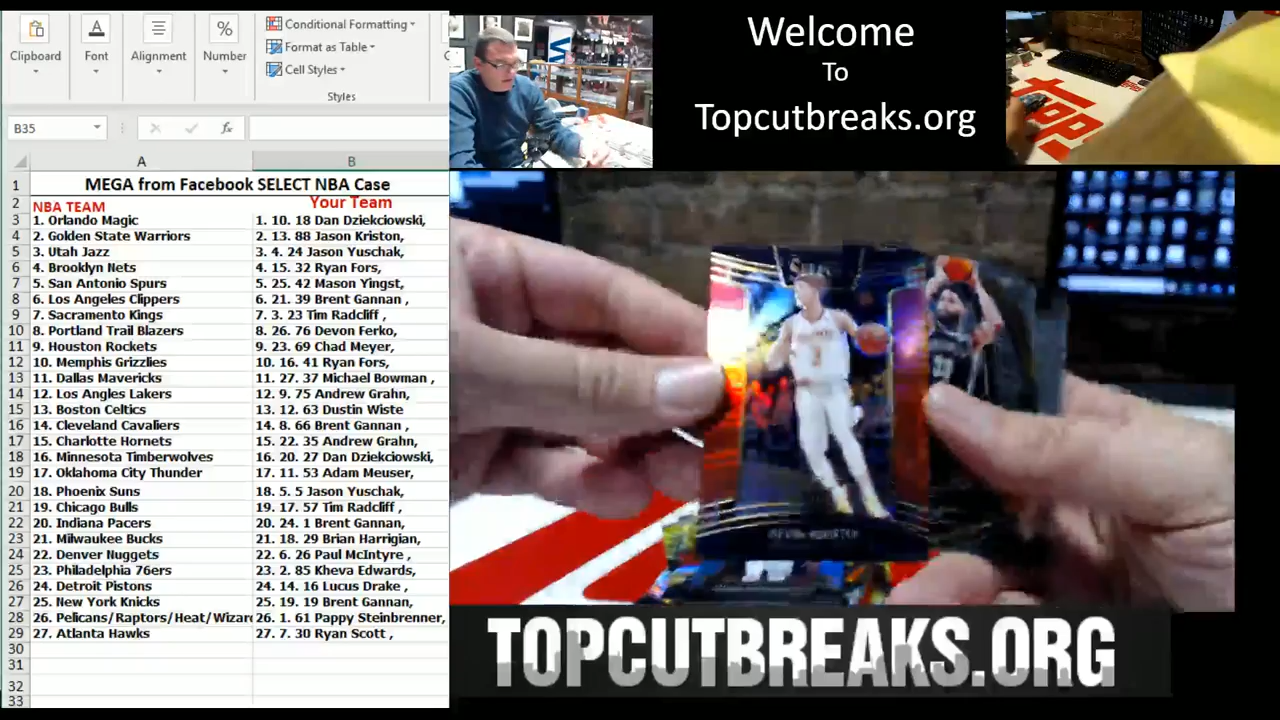 Clipboard
Alignment
Number
Conditional Formatting
Format as Table
Cell Styles
Styles
Font
B35
fx
A B
1 MEGA from Facebook SELECT NBA Case
2 NBA TEAM Your Team
3 1. Orlando Magic 1. 10. 18 Dan Dziekciowski,
4 2. Golden State Warriors 2. 13. 88 Jason Kriston,
5 3. Utah Jazz 3. 4. 24 Jason Yuschak,
6 4. Brooklyn Nets 4. 15. 32 Ryan Fors,
7 5. San Antonio Spurs 5. 25. 42 Mason Yingst,
8 6. Los Angeles Clippers 6. 21. 39 Brent Gannan ,
9 7. Sacramento Kings 7. 3. 23 Tim Radcliff ,
10 8. Portland Trail Blazers 8. 26. 76 Devon Ferko,
11 9. Houston Rockets 9. 23. 69 Chad Meyer,
12 10. Memphis Grizzlies 10. 16. 41 Ryan Fors,
13 11. Dallas Mavericks 11. 27. 37 Michael Bowman ,
14 12. Los Angeles Lakers 12. 9. 75 Andrew Grahn,
15 13. Boston Celtics 13. 12. 63 Dustin Wiste
16 14. Cleveland Cavaliers 14. 8. 66 Brent Gannan ,
17 15. Charlotte Hornets 15. 22. 35 Andrew Grahn,
18 16. Minnesota Timberwolves 16. 20. 27 Dan Dziekciowski,
19 17. Oklahoma City Thunder 17. 11. 53 Adam Meuser,
20 18. Phoenix Suns 18. 5. 5 Jason Yuschak,
21 19. Chicago Bulls 19. 17. 57 Tim Radcliff ,
22 20. Indiana Pacers 20. 24. 1 Brent Gannan,
23 21. Milwaukee Bucks 21. 18. 29 Brian Harrigian,
24 22. Denver Nuggets 22. 6. 26 Paul McIntyre ,
25 23. Philadelphia 76ers 23. 2. 85 Kheva Edwards,
26 24. Detroit Pistons 24. 14. 16 Lucus Drake ,
27 25. New York Knicks 25. 19. 19 Brent Gannan,
28 26. Pelicans/Raptors/Heat/Wizard 26. 1. 61 Pappy Steinbrenner,
29 27. Atlanta Hawks 27. 7. 30 Ryan Scott ,
30
31
32
33
Welcome
To
Topcutbreaks.org
TOP
TOPCUTBREAKS.ORG